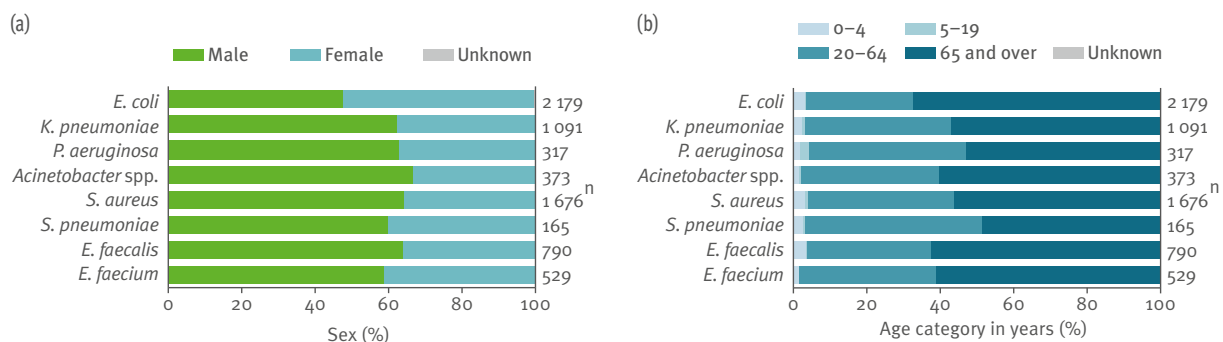 (a)
Male Female Unknown
E. coli 2 179
K. pneumoniae 1 091
P. aeruginosa 317
Acinetobacter spp. 373
n
S. aureus 1 676
S. pneumoniae 165
E. faecalis 790
E. faecium 529
0 20 40 60 80 100
Sex (%)
(b)
0–4 5–19
20–64 65 and over Unknown
E. coli 2 179
K. pneumoniae 1 091
P. aeruginosa 317
Acinetobacter spp. 373
n
S. aureus 1 676
S. pneumoniae 165
E. faecalis 790
E. faecium 529
0 20 40 60 80 100
Age category in years (%)